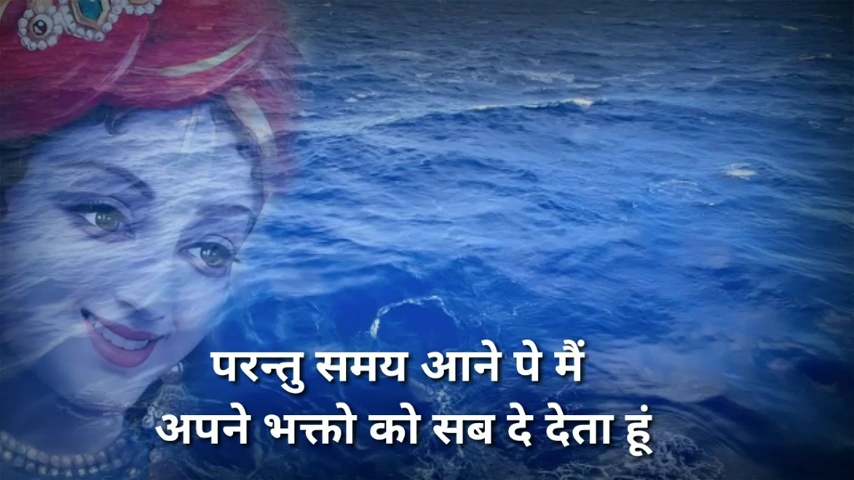 परन्तु समय आने पे मैं
अपने भक्तो को सब दे देता हूं